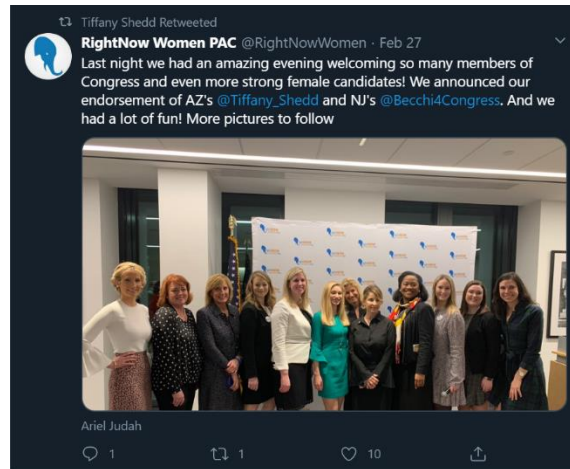 Tiffany Shedd Retweeted
RightNow Women PAC @RightNowWomen · Feb 27
Last night we had an amazing evening welcoming so many members of
Congress and even more strong female candidates! We announced our
endorsement of AZ's @Tiffany_Shedd and NJ's @Becchi4Congress. And we
had a lot of fun! More pictures to follow
Ariel Judah
1 1 10